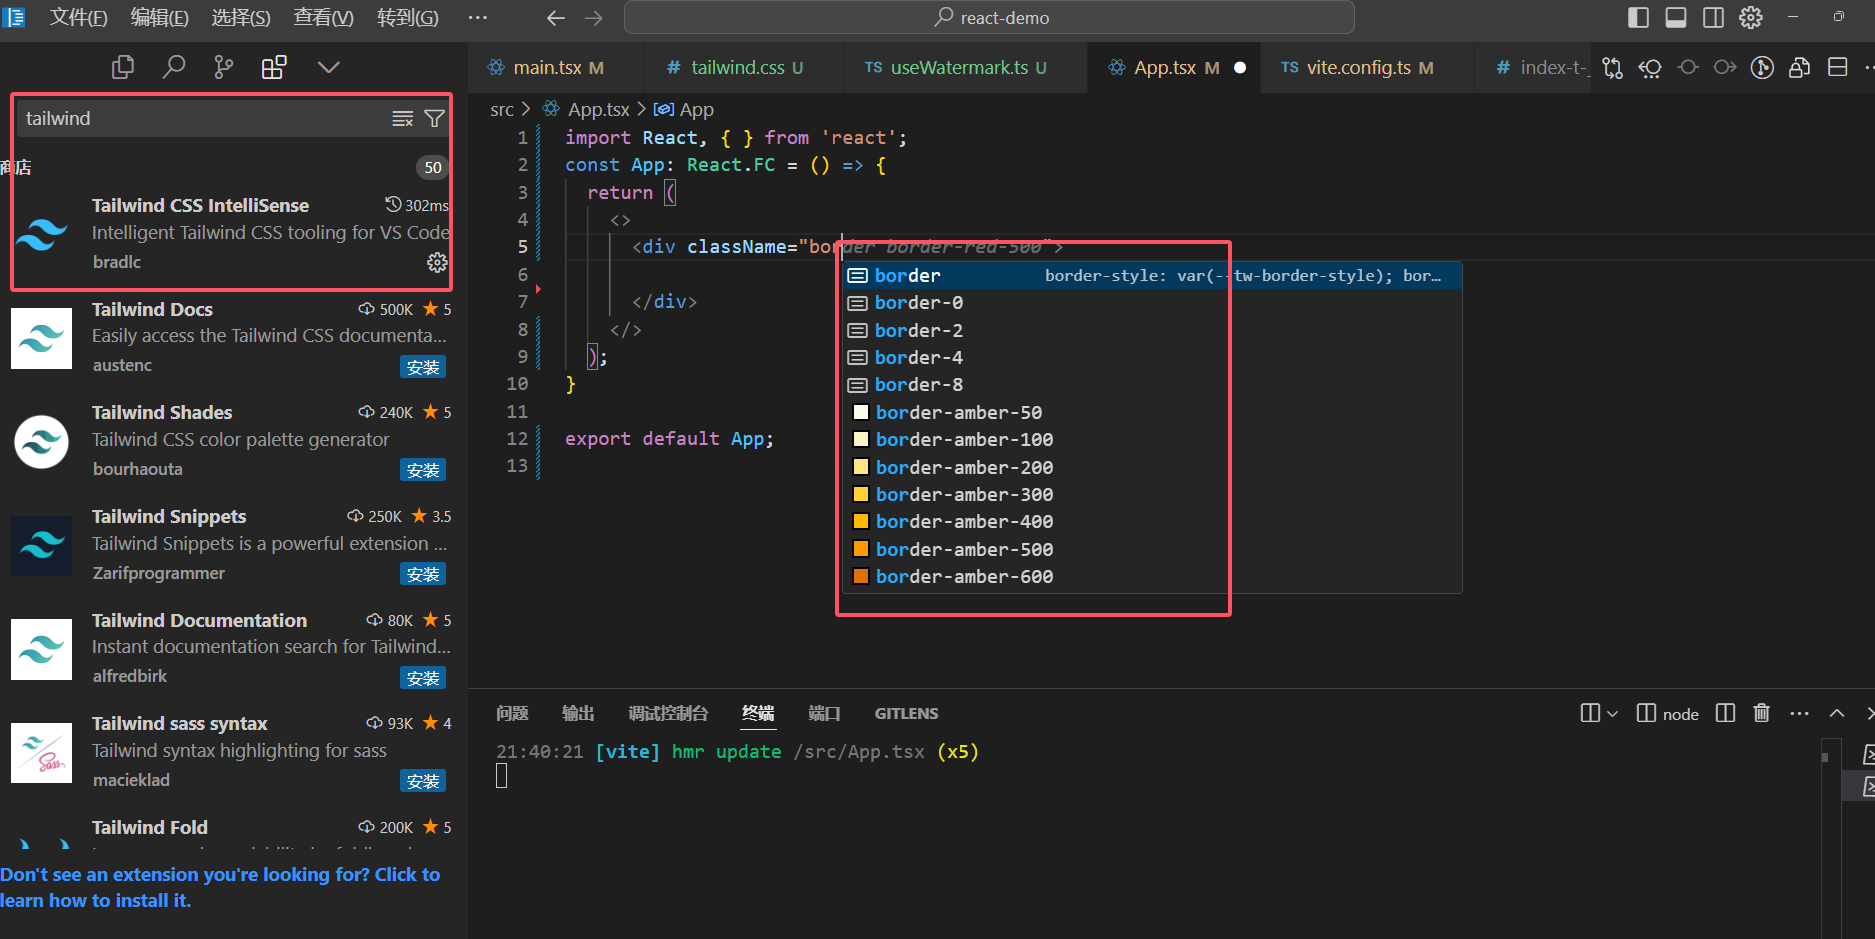 文件(F) 编辑(E) 选择(S) 查看(V) 转到(G) ··· react-demo
main.tsx M # tailwind.css U TS useWatermark.ts U App.tsx M TS vite.config.ts M # index-t-
tailwind
商店 50
Tailwind CSS IntelliSense 302ms
Intelligent Tailwind CSS tooling for VS Code
bradlc
Tailwind Docs 500K 5
Easily access the Tailwind CSS documenta...
austenc 安装
Tailwind Shades 240K 5
Tailwind CSS color palette generator
bourhaouta 安装
Tailwind Snippets 250K 3.5
Tailwind Snippets is a powerful extension ...
Zarifprogrammer 安装
Tailwind Documentation 80K 5
Instant documentation search for Tailwind...
alfredbirk 安装
Tailwind sass syntax 93K 4
Tailwind syntax highlighting for sass
macieklad 安装
Tailwind Fold 200K 5
Don't see an extension you're looking for? Click to
learn how to install it.
src > App.tsx > App
1 import React, { } from 'react';
2 const App: React.FC = () => {
3 return (
4 <>
5 <div className="border border-red-500">
6
7 </div>
8 </>
9 );
10 }
11
12 export default App;
13
border border-style: var(--tw-border-style); bor...
border-0
border-2
border-4
border-8
border-amber-50
border-amber-100
border-amber-200
border-amber-300
border-amber-400
border-amber-500
border-amber-600
问题 输出 调试控制台 终端 端口 GITLENS node
21:40:21 [vite] hmr update /src/App.tsx (x5)